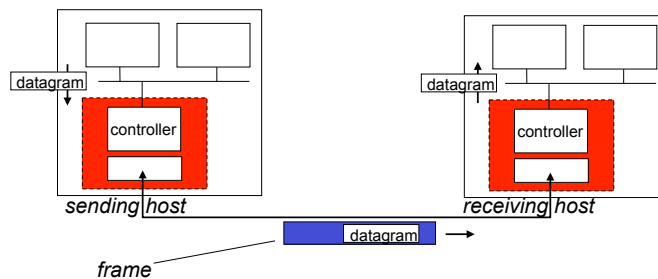 datagram
controller
sending host
datagram
controller
receiving host
datagram
frame